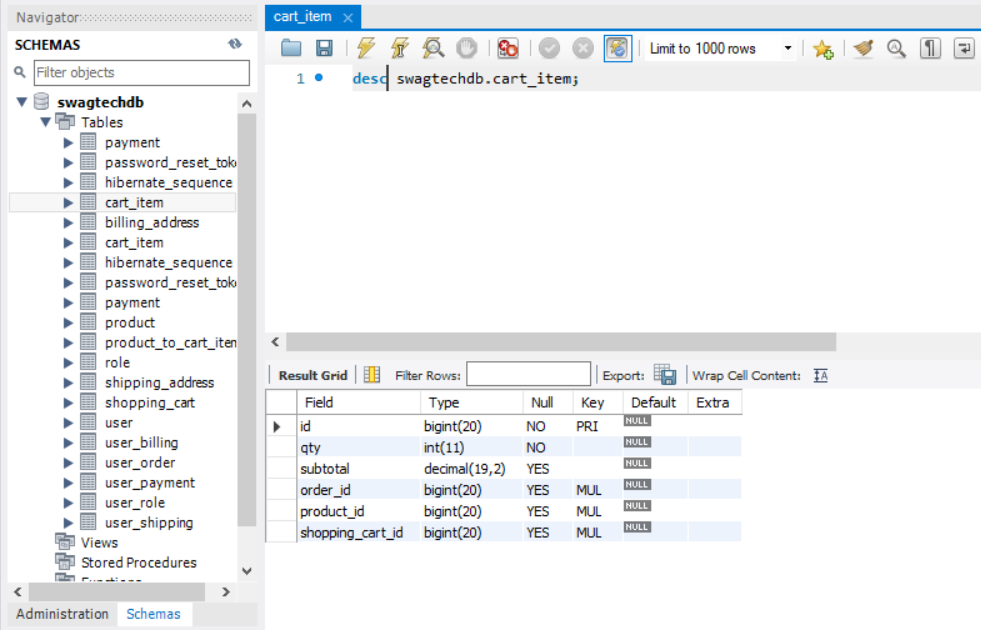 Navigator
SCHEMAS
Filter objects
swagtechdb
Tables
payment
password_reset_tok
hibernate_sequence
cart_item
billing_address
cart_item
hibernate_sequence
password_reset_tok
payment
product
product_to_cart_iten
role
shipping_address
shopping_cart
user
user_billing
user_order
user_payment
user_role
user_shipping
Views
Stored Procedures
Functions
Administration Schemas
cart_item
Limit to 1000 rows
1 desc swagtechdb.cart_item;
Result Grid Filter Rows: Export: Wrap Cell Content:
Field Type Null Key Default Extra
id bigint(20) NO PRI NULL
qty int(11) NO NULL
subtotal decimal(19,2) YES NULL
order_id bigint(20) YES MUL NULL
product_id bigint(20) YES MUL NULL
shopping_cart_id bigint(20) YES MUL NULL